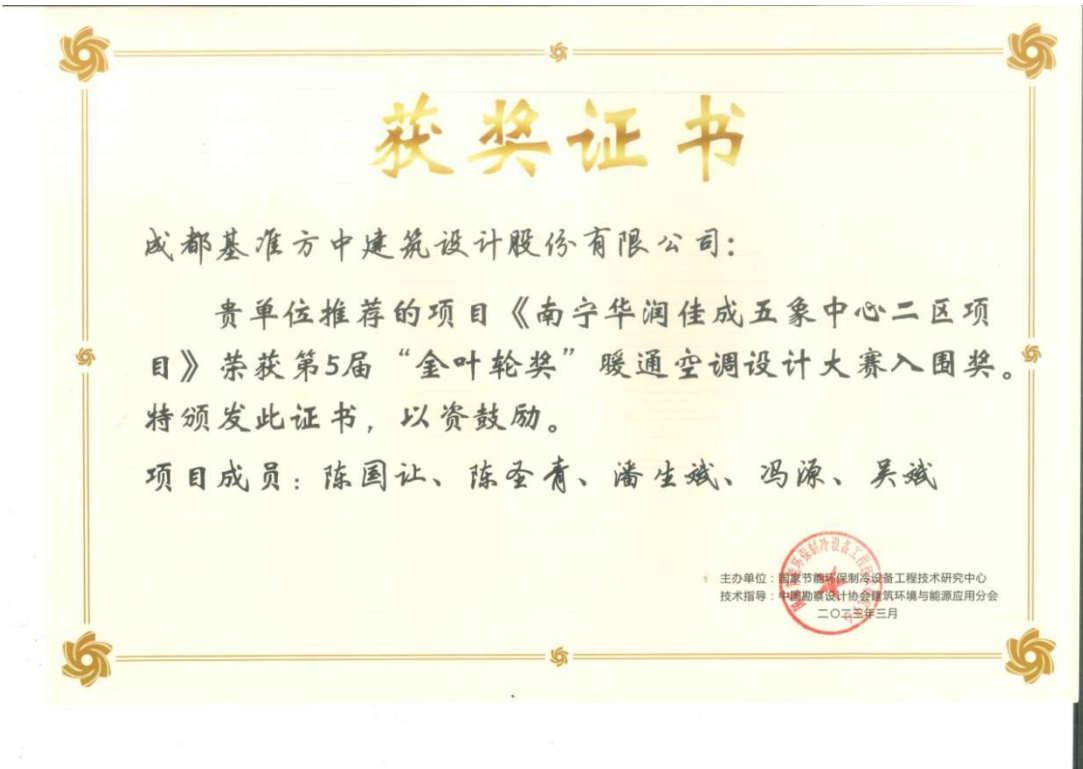 获奖证书
成都基准方中建筑设计股份有限公司：
贵单位推荐的项目《南宁华润佳成五象中心二区项
目》荣获第5届“金叶轮奖”暖通空调设计大赛入围奖。
特颁发此证书，以资鼓励。
项目成员：陈国让、陈圣青、潘生斌、冯源、吴斌
主办单位：国家节能环保制冷设备工程技术研究中心
技术指导：中国勘察设计协会建筑环境与能源应用分会
二〇二三年三月